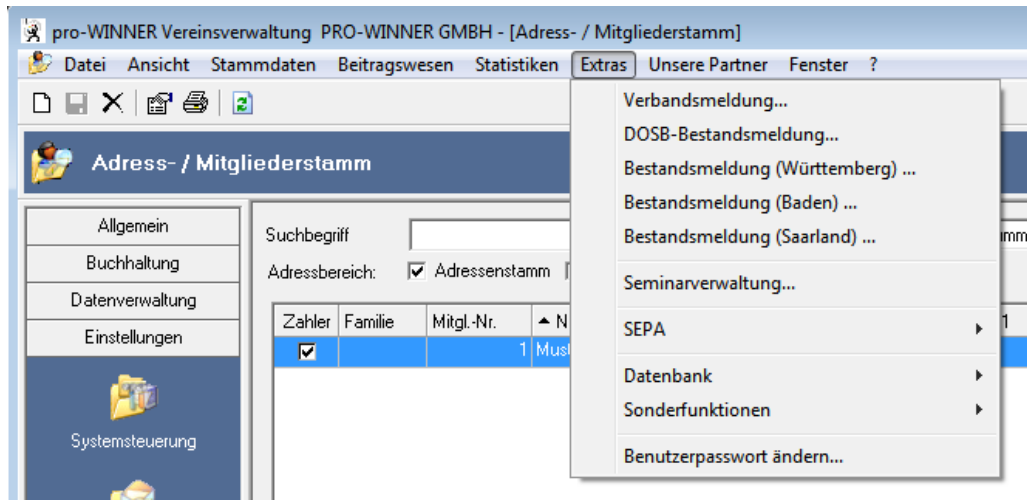 pro-WINNER Vereinsverwaltung PRO-WINNER GMBH - [Adress- / Mitgliederstamm]
Datei Ansicht Stammdaten Beitragswesen Statistiken Extras Unsere Partner Fenster ?
Adress- / Mitgliederstamm
Verbandsmeldung...
DOSB-Bestandsmeldung...
Bestandsmeldung (Württemberg) ...
Bestandsmeldung (Baden) ...
Bestandsmeldung (Saarland) ...
Seminarverwaltung...
SEPA
Datenbank
Sonderfunktionen
Benutzerpasswort ändern...
Allgemein
Buchhaltung
Datenverwaltung
Einstellungen
Systemsteuerung
Suchbegriff
Adressbereich: Adressenstamm
Zahler Familie Mitgl.-Nr. N 1
1 Must